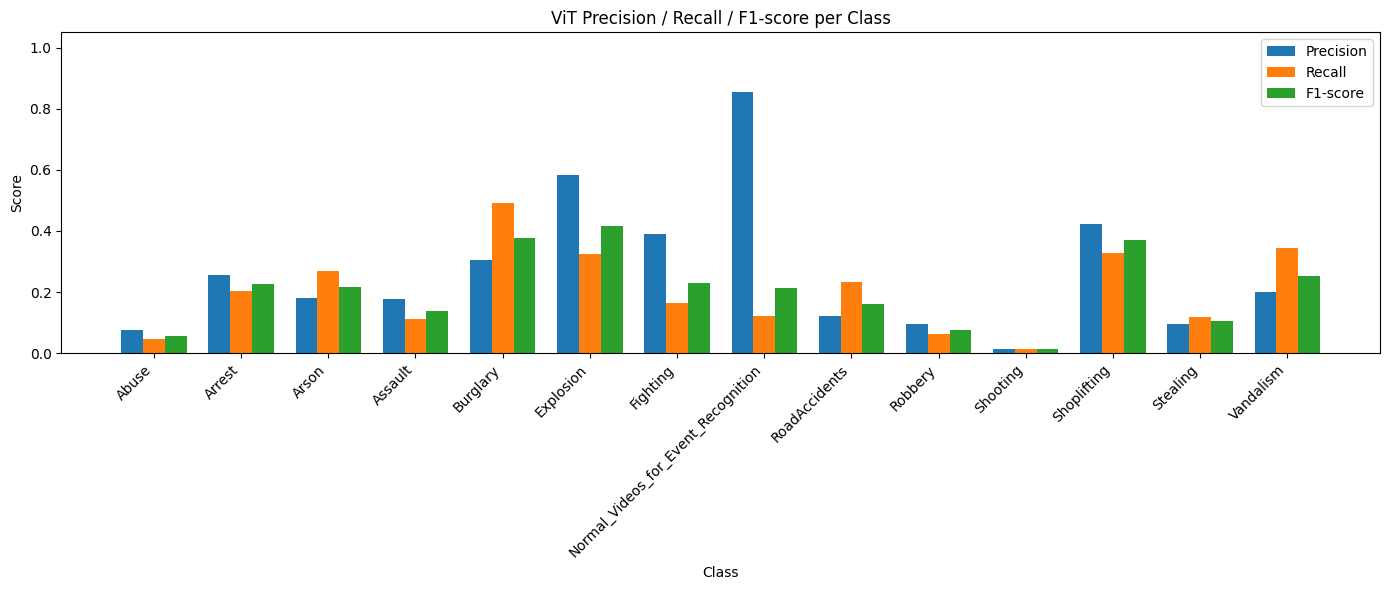 ViT Precision / Recall / F1-score per Class
Precision
Recall
F1-score
Score
1.0
0.8
0.6
0.4
0.2
0.0
Abuse
Arrest
Arson
Assault
Burglary
Explosion
Fighting
Normal_Videos_for_Event_Recognition
RoadAccidents
Robbery
Shooting
Shoplifting
Stealing
Vandalism
Class